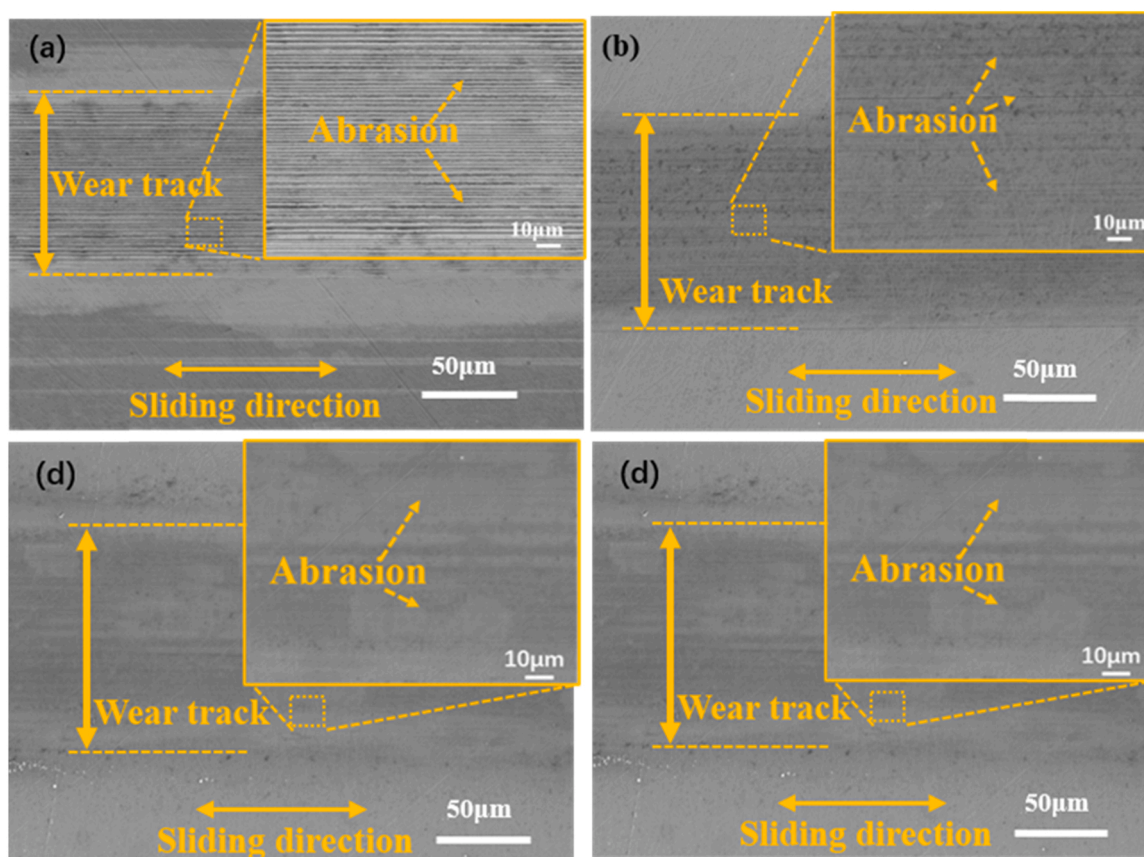 (a)
Abrasion
Wear track
10μm
50μm
Sliding direction
(b)
Abrasion
10μm
Wear track
50μm
Sliding direction
(d)
Abrasion
10μm
Wear track
50μm
Sliding direction
(d)
Abrasion
10μm
Wear track
50μm
Sliding direction